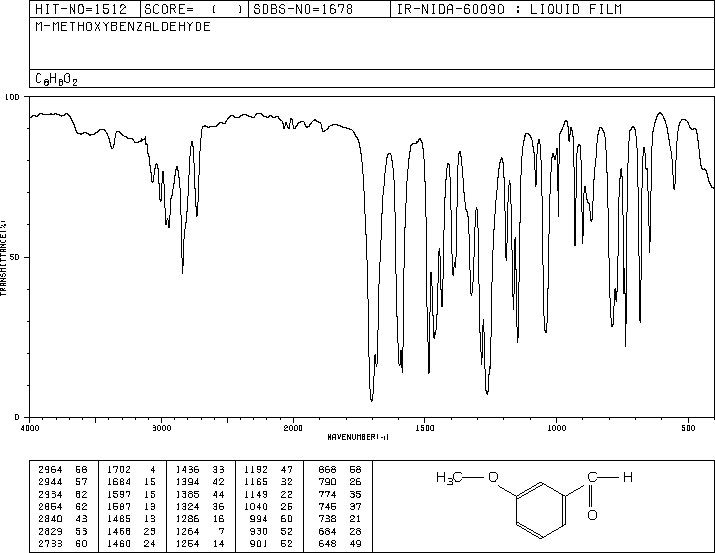 HIT-NO=1512 SCORE= ( ) SDBS-NO=1678 IR-NIDA-60090 : LIQUID FILM
M-METHOXYBENZALDEHYDE
C8H8O2
100
50
0
TRANSMITTANCE(%)
4000 3000 2000 1500 1000 500
WAVENUMBER(-1)
2964 58 1702 4 1436 33 1192 47 868 58
2944 57 1684 15 1394 42 1165 32 790 26
2934 62 1597 15 1385 44 1149 22 774 35
2854 62 1587 13 1324 36 1040 25 745 37
2840 43 1485 13 1286 16 994 60 738 21
2829 53 1468 29 1264 7 930 52 684 28
2733 60 1460 24 1254 14 901 52 648 49
H3C O C H
O